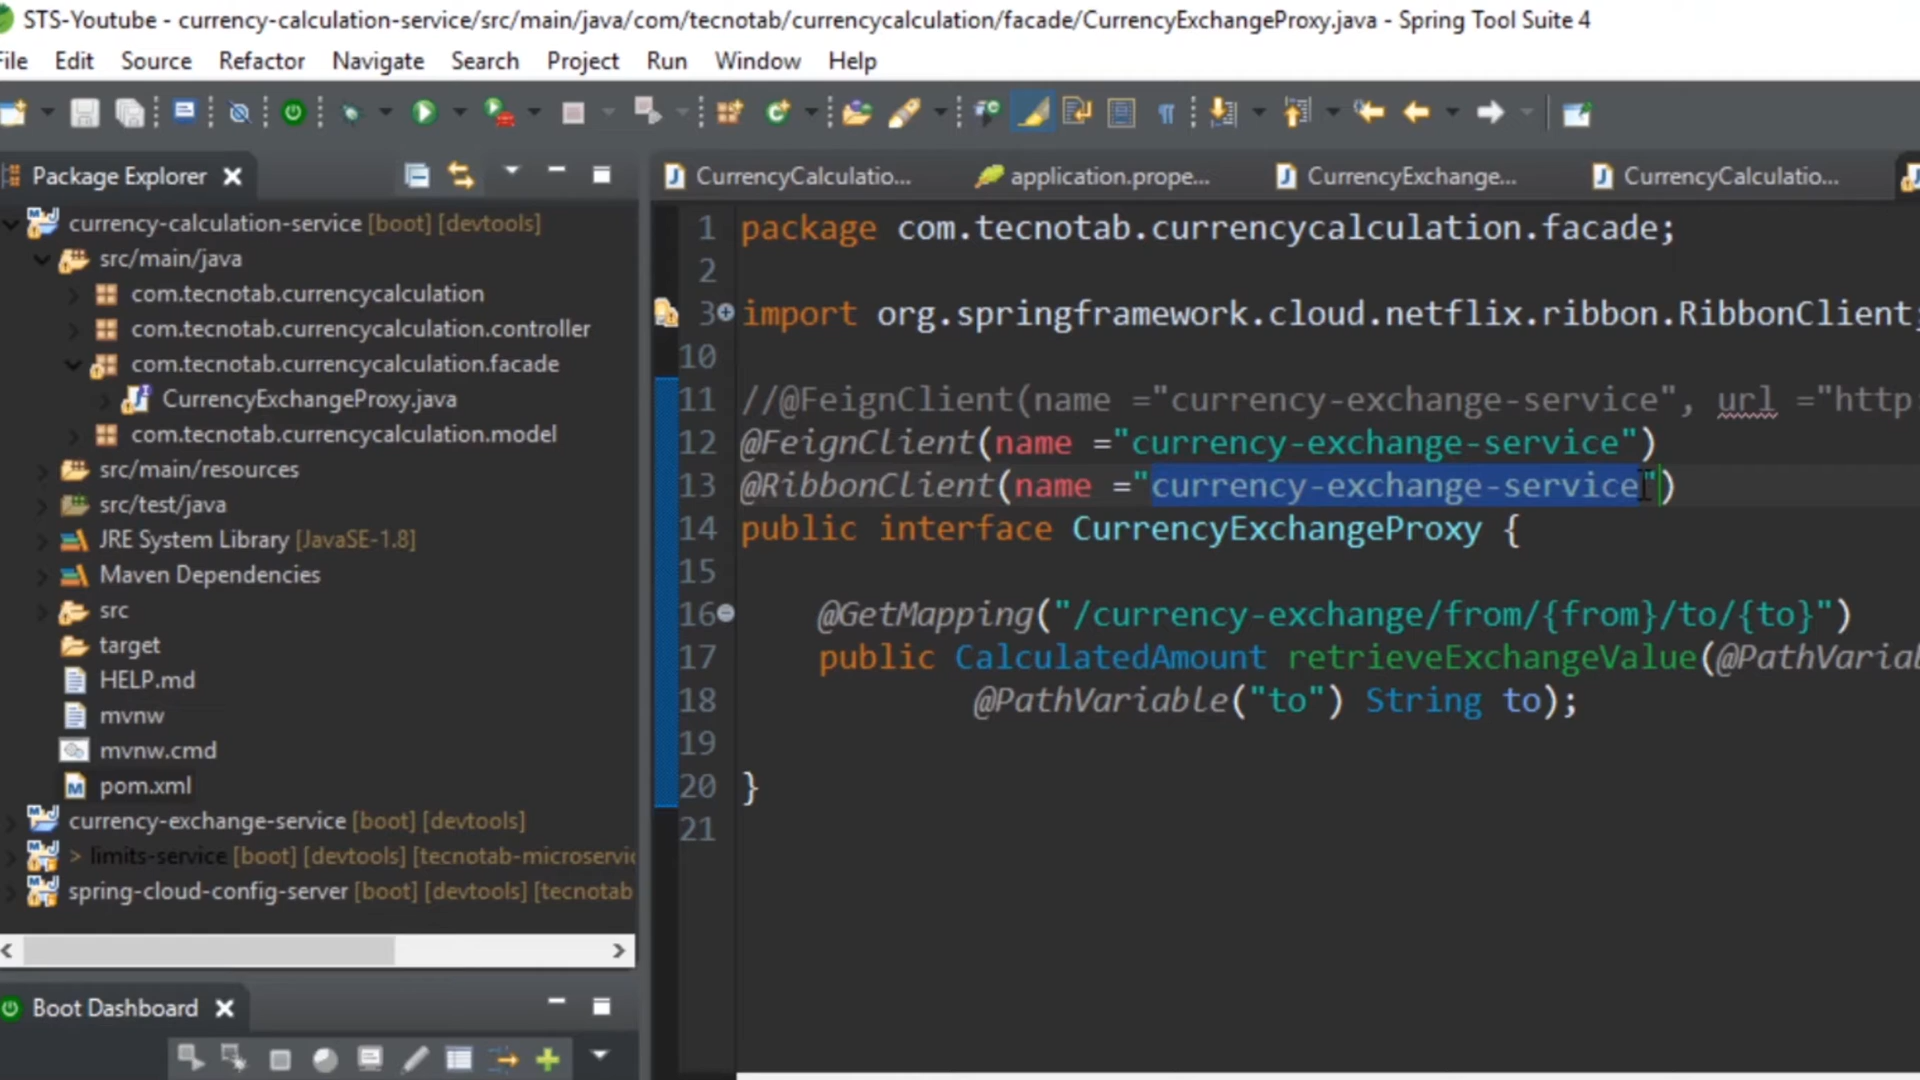 STS-Youtube - currency-calculation-service/src/main/java/com/tecnotab/currencycalculation/facade/CurrencyExchangeProxy.java - Spring Tool Suite 4
File Edit Source Refactor Navigate Search Project Run Window Help
Package Explorer
currency-calculation-service [boot] [devtools]
src/main/java
com.tecnotab.currencycalculation
com.tecnotab.currencycalculation.controller
com.tecnotab.currencycalculation.facade
CurrencyExchangeProxy.java
com.tecnotab.currencycalculation.model
src/main/resources
src/test/java
JRE System Library [JavaSE-1.8]
Maven Dependencies
src
target
HELP.md
mvnw
mvnw.cmd
pom.xml
currency-exchange-service [boot] [devtools]
> limits-service [boot] [devtools] [tecnotab-microservic
spring-cloud-config-server [boot] [devtools] [tecnotab
Boot Dashboard
CurrencyCalculatio... application.prope... CurrencyExchange... CurrencyCalculatio...
1 package com.tecnotab.currencycalculation.facade;
2
3 import org.springframework.cloud.netflix.ribbon.RibbonClient;
10
11 //@FeignClient(name ="currency-exchange-service", url ="http
12 @FeignClient(name ="currency-exchange-service")
13 @RibbonClient(name ="currency-exchange-service")
14 public interface CurrencyExchangeProxy {
15
16 @GetMapping("/currency-exchange/from/{from}/to/{to}")
17 public CalculatedAmount retrieveExchangeValue(@PathVariab
18 @PathVariable("to") String to);
19
20 }
21